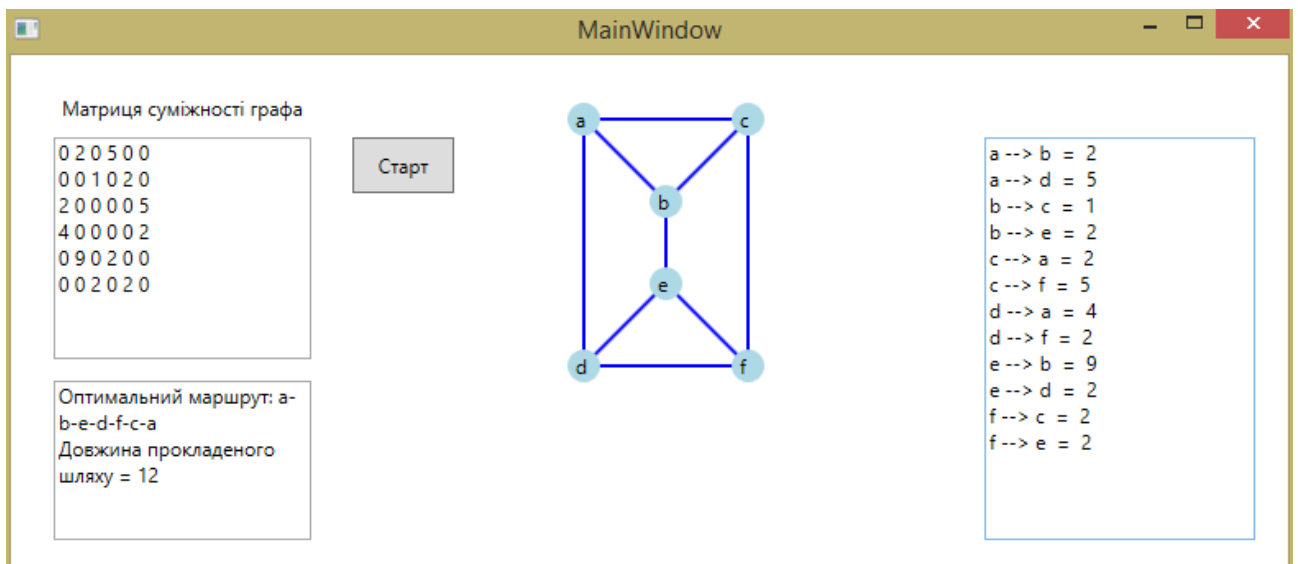 MainWindow
Матриця суміжності графа
0 2 0 5 0 0
0 0 1 0 2 0
2 0 0 0 0 5
4 0 0 0 0 2
0 9 0 2 0 0
0 0 2 0 2 0
Старт
Оптимальний маршрут: a-
b-e-d-f-c-a
Довжина прокладеного
шляху = 12
a
c
b
e
d
f
a --> b = 2
a --> d = 5
b --> c = 1
b --> e = 2
c --> a = 2
c --> f = 5
d --> a = 4
d --> f = 2
e --> b = 9
e --> d = 2
f --> c = 2
f --> e = 2